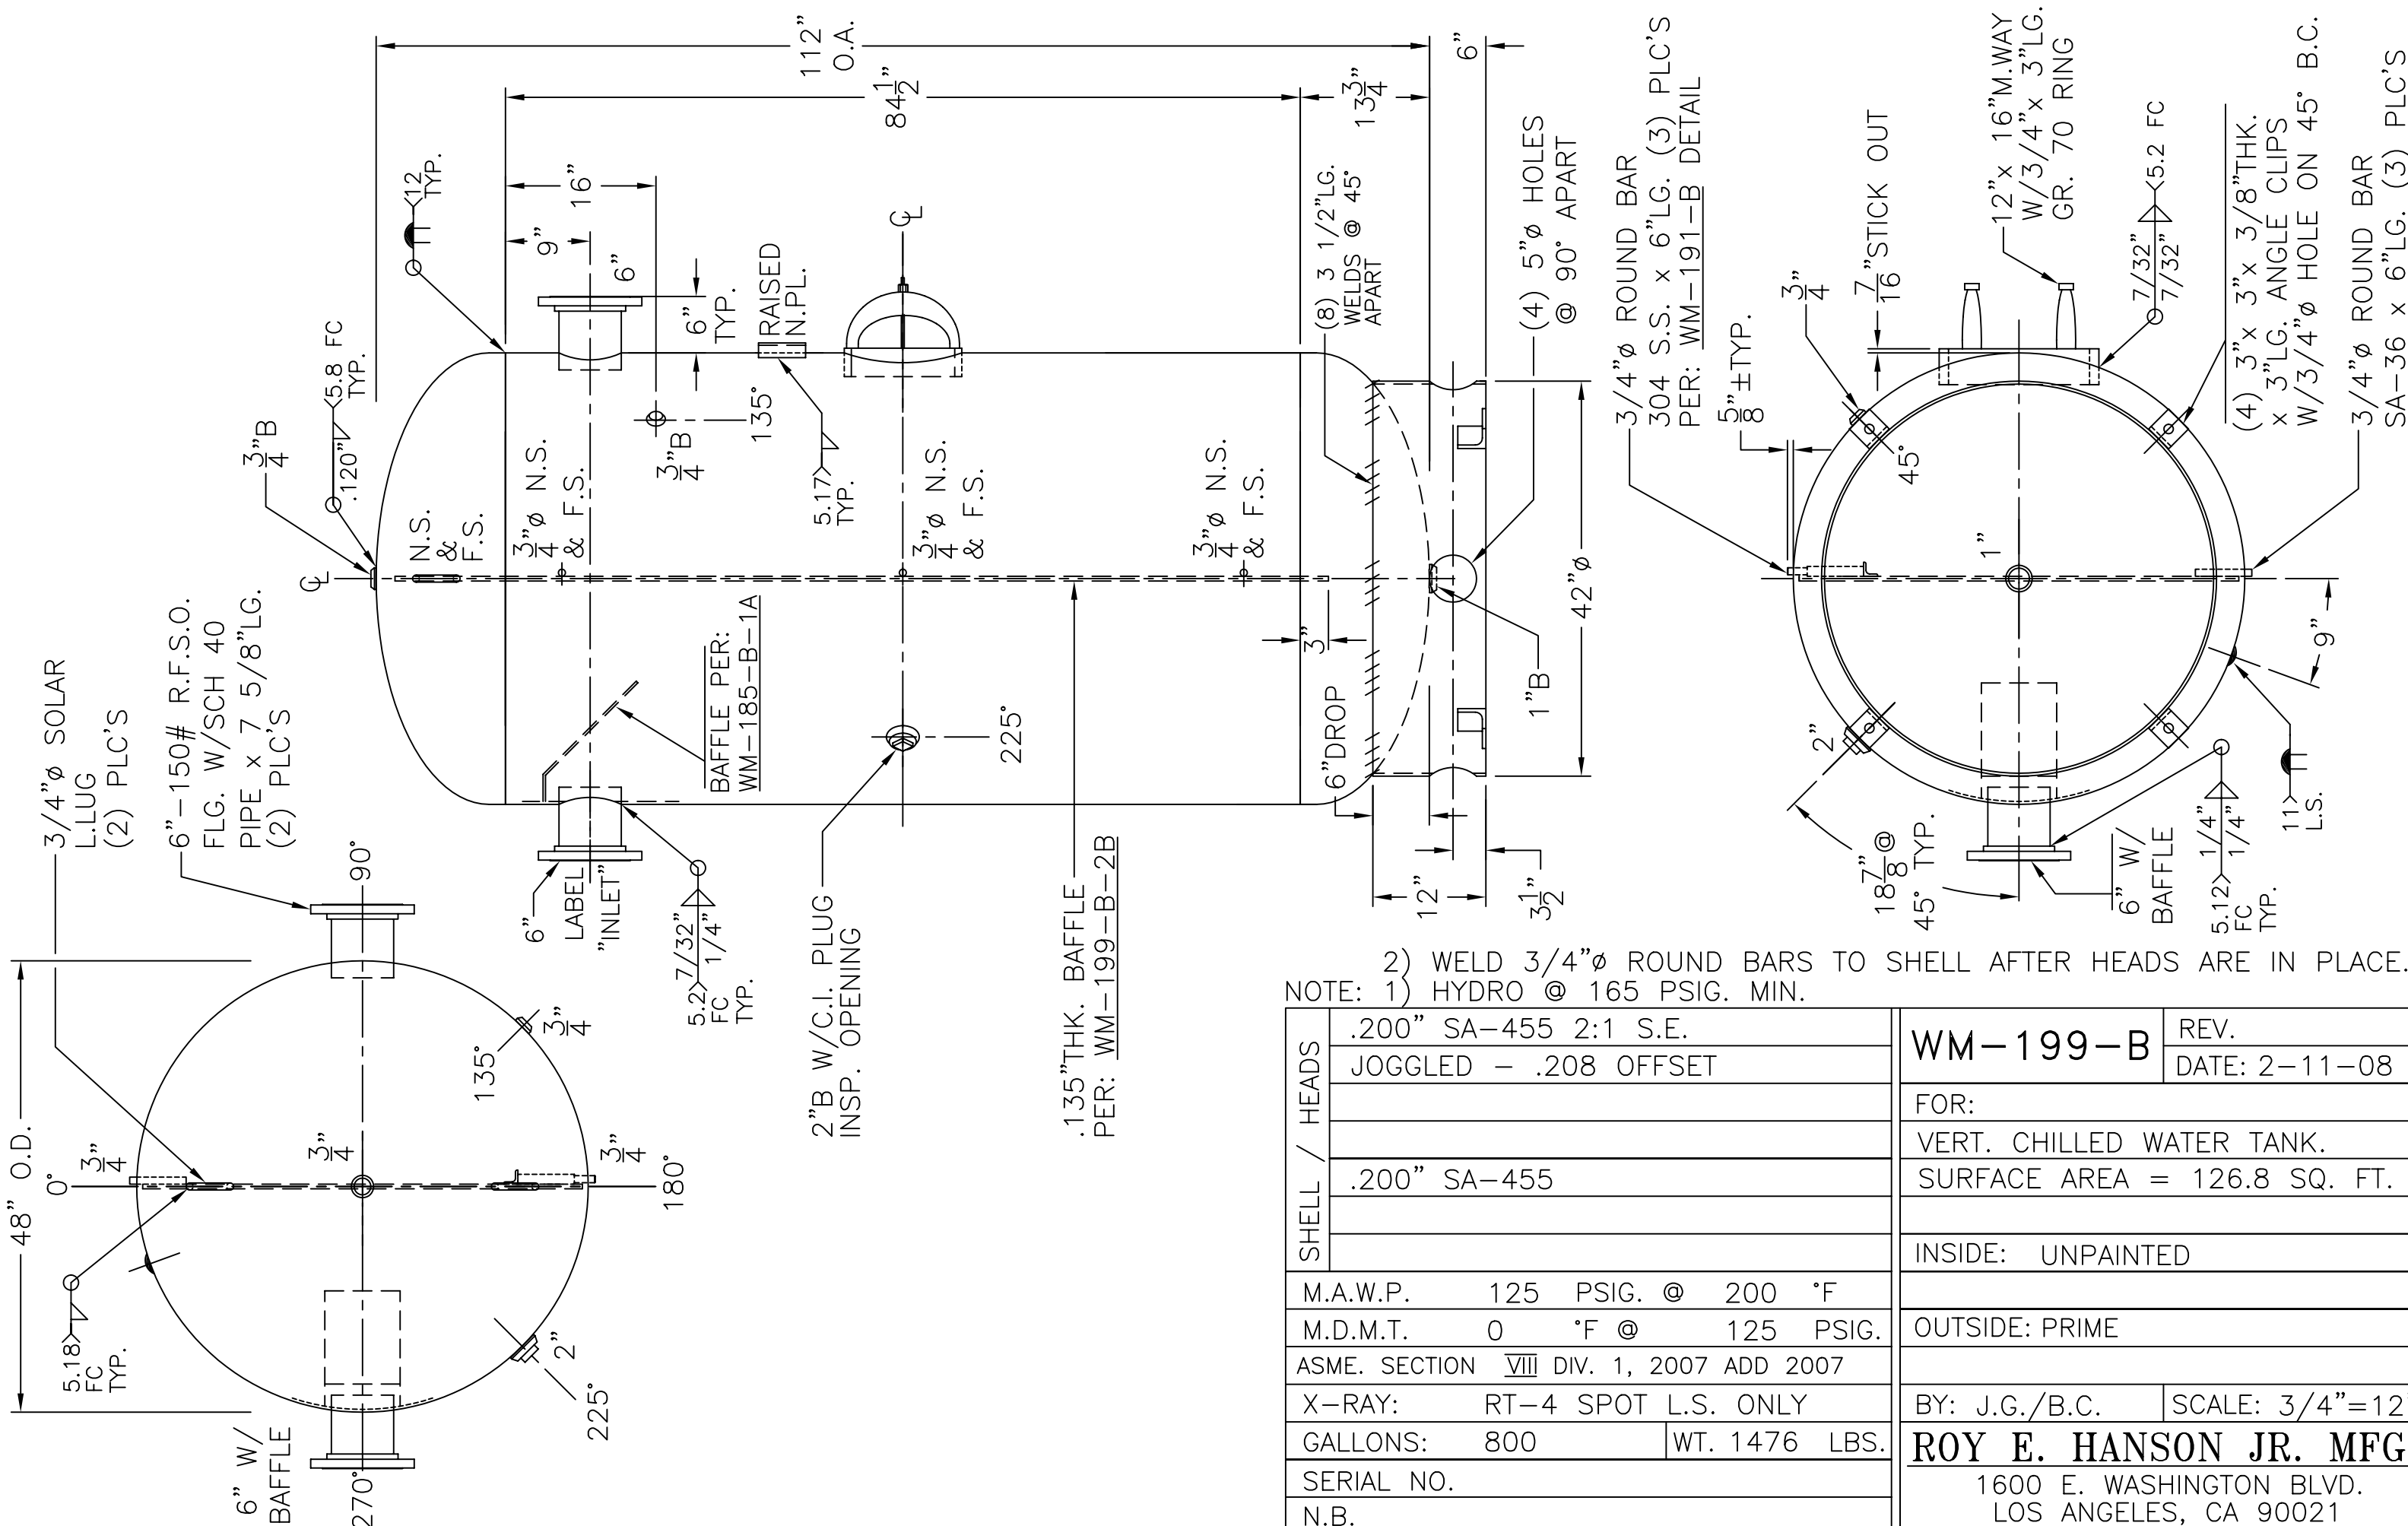 3/4"ø SOLAR
L.LUG
(2) PLC'S
6"-150# R.F.S.O.
FLG. W/SCH 40
PIPE x 7 5/8"LG.
(2) PLC'S
48" O.D.
0°
90°
180°
270°
135°
225°
3/4"
3/4"
3/4"
3/4"
2"
5.18
FC
TYP.
6" W/
BAFFLE
112"
O.A.
84 1/2"
13 3/4"
6"
12
TYP.
5.8 FC
TYP.
.120"
3/4"B
CL
N.S.
&
F.S.
9"
16"
6"
6"
TYP.
RAISED
N.PL.
CL
3/4"B
135°
5.17
TYP.
3/4"ø N.S.
& F.S.
3/4"ø N.S.
& F.S.
3/4"ø N.S.
& F.S.
(8) 3 1/2"LG.
WELDS @ 45°
APART
(4) 5"ø HOLES
@ 90° APART
BAFFLE PER:
WM-185-B-1A
225°
3"
6"DROP
1"B
42"ø
12"
3 1/2"
6"
LABEL
"INLET"
5.2
FC
TYP.
7/32"
1/4"
2"B W/C.I. PLUG
INSP. OPENING
.135"THK. BAFFLE
PER: WM-199-B-2B
3/4"ø ROUND BAR
304 S.S. x 6"LG. (3) PLC'S
PER: WM-191-B DETAIL
5/8"±TYP.
7/16"STICK OUT
3/4"
12"x 16"M.WAY
W/3/4"x 3"LG.
GR. 70 RING
7/32"
7/32"
5.2 FC
(4) 3"x 3"x 3/8"THK.
x 3"LG. ANGLE CLIPS
W/3/4"ø HOLE ON 45° B.C.
3/4"ø ROUND BAR
SA-36 x 6"LG. (3) PLC'S
45°
1"
2"
9"
18 7/8" @
45° TYP.
6" W/
BAFFLE
5.12
FC
TYP.
1/4"
1/4"
11
L.S.
2) WELD 3/4"ø ROUND BARS TO SHELL AFTER HEADS ARE IN PLACE.
NOTE: 1) HYDRO @ 165 PSIG. MIN.
SHELL / HEADS
.200" SA-455 2:1 S.E.
JOGGLED - .208 OFFSET
.200" SA-455
M.A.W.P. 125 PSIG. @ 200 °F
M.D.M.T. 0 °F @ 125 PSIG.
ASME. SECTION VIII DIV. 1, 2007 ADD 2007
X-RAY: RT-4 SPOT L.S. ONLY
GALLONS: 800 WT. 1476 LBS.
SERIAL NO.
N.B.
WM-199-B
REV.
DATE: 2-11-08
FOR:
VERT. CHILLED WATER TANK.
SURFACE AREA = 126.8 SQ. FT.
INSIDE: UNPAINTED
OUTSIDE: PRIME
BY: J.G./B.C. SCALE: 3/4"=12
ROY E. HANSON JR. MFG
1600 E. WASHINGTON BLVD.
LOS ANGELES, CA 90021